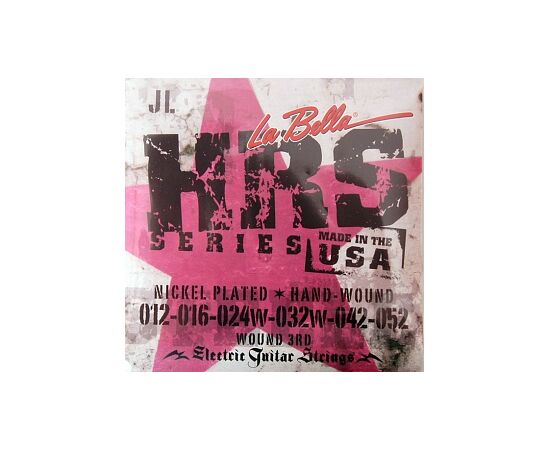 JL
La Bella®
HRS
SERIES
MADE IN THE
USA
NICKEL PLATED ★ HAND-WOUND
012-016-024W-032W-042-052
WOUND 3RD
Electric Guitar Strings